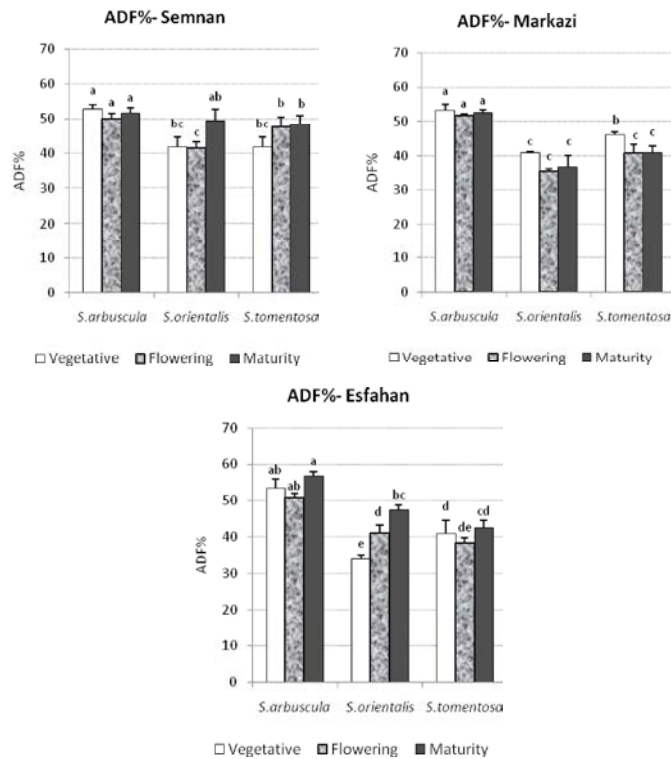 ADF%- Semnan
70
60
50
40
30
20
10
0
ADF%
a
a
a
bc
c
ab
bc
b
b
S.arbuscula
S.orientalis
S.tomentosa
Vegetative
Flowering
Maturity
ADF%- Markazi
70
60
50
40
30
20
10
0
ADF%
a
a
a
c
c
c
b
c
c
S.arbuscula
S.orientalis
S.tomentosa
Vegetative
Flowering
Maturity
ADF%- Esfahan
70
60
50
40
30
20
10
0
ADF%
ab
ab
a
e
d
bc
d
de
cd
S.arbuscula
S.orientalis
S.tomentosa
Vegetative
Flowering
Maturity